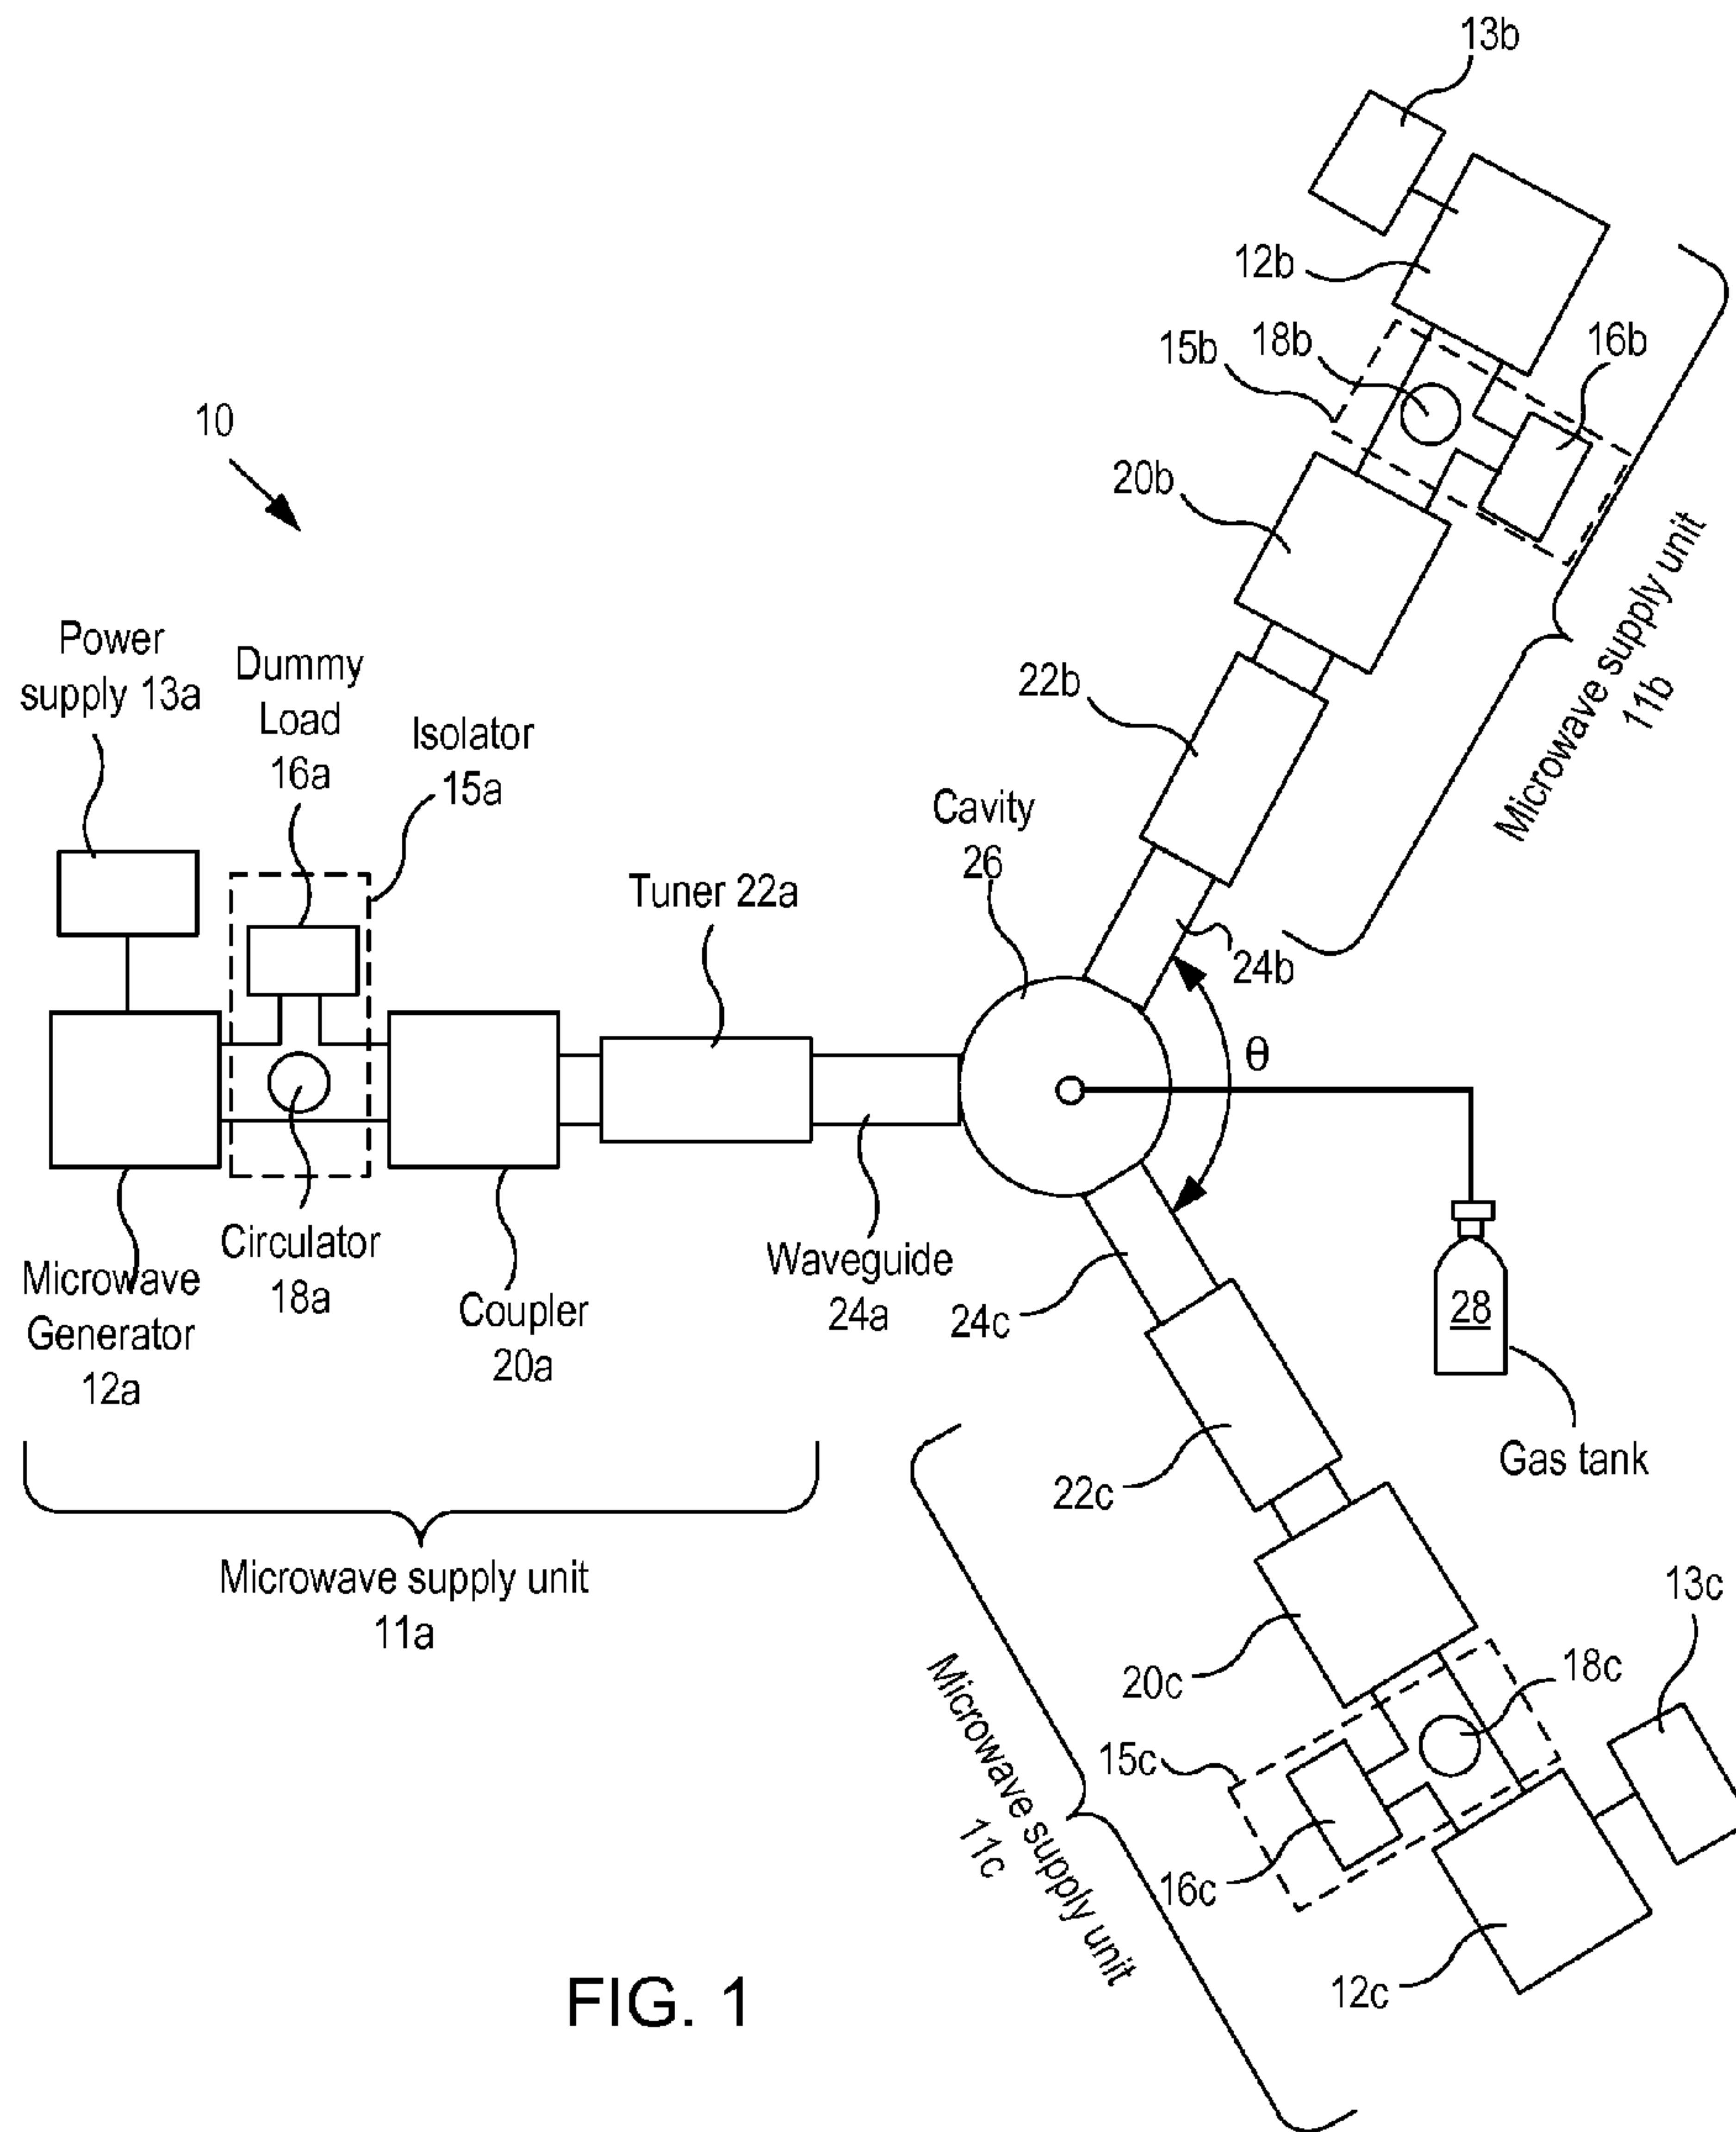 13b
12b
15b
18b
16b
10
20b
Microwave supply unit
11b
Power
supply 13a
Dummy
Load
16a
Isolator
15a
22b
Cavity
26
Tuner 22a
24b
θ
Circulator
18a
Microwave
Generator
12a
Coupler
20a
Waveguide
24a
24c
28
Gas tank
22c
Microwave supply unit
11a
13c
20c
18c
15c
Microwave supply unit
11c
16c
12c
FIG. 1